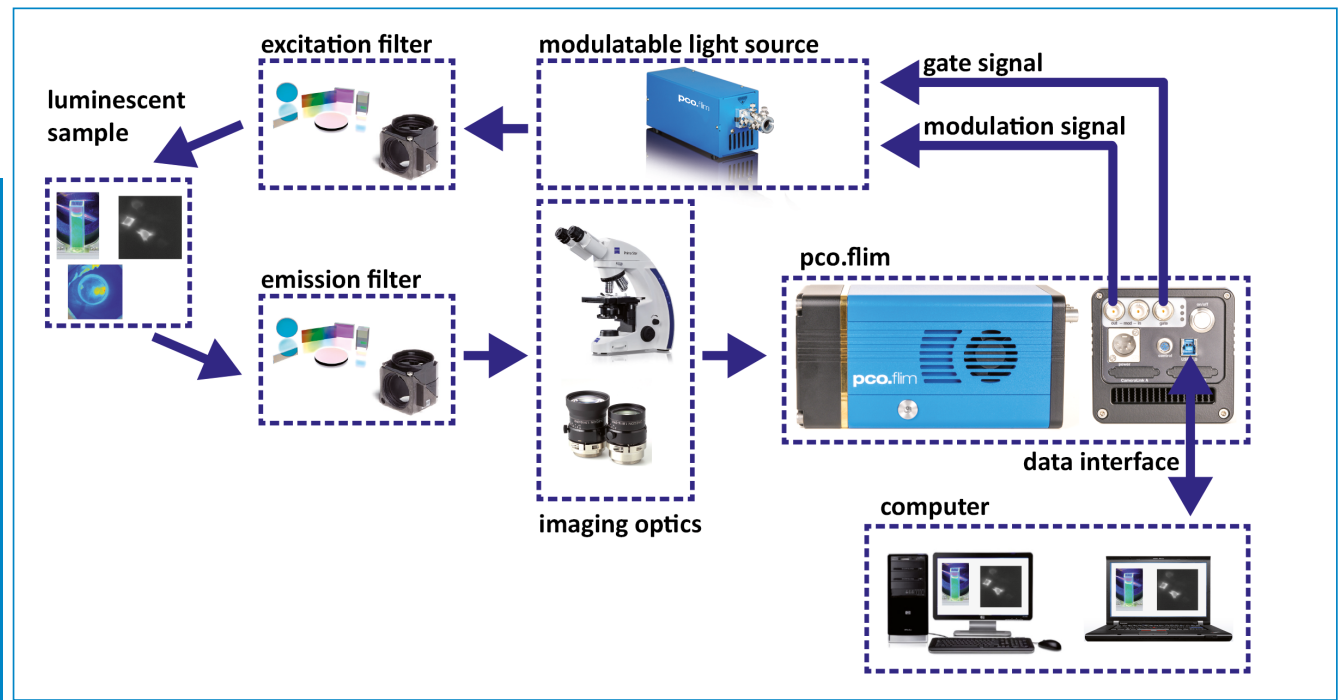 excitation filter
modulatable light source
gate signal
modulation signal
luminescent
sample
pco.flim
emission filter
pco.flim
pco.flim
power
data interface
computer
imaging optics